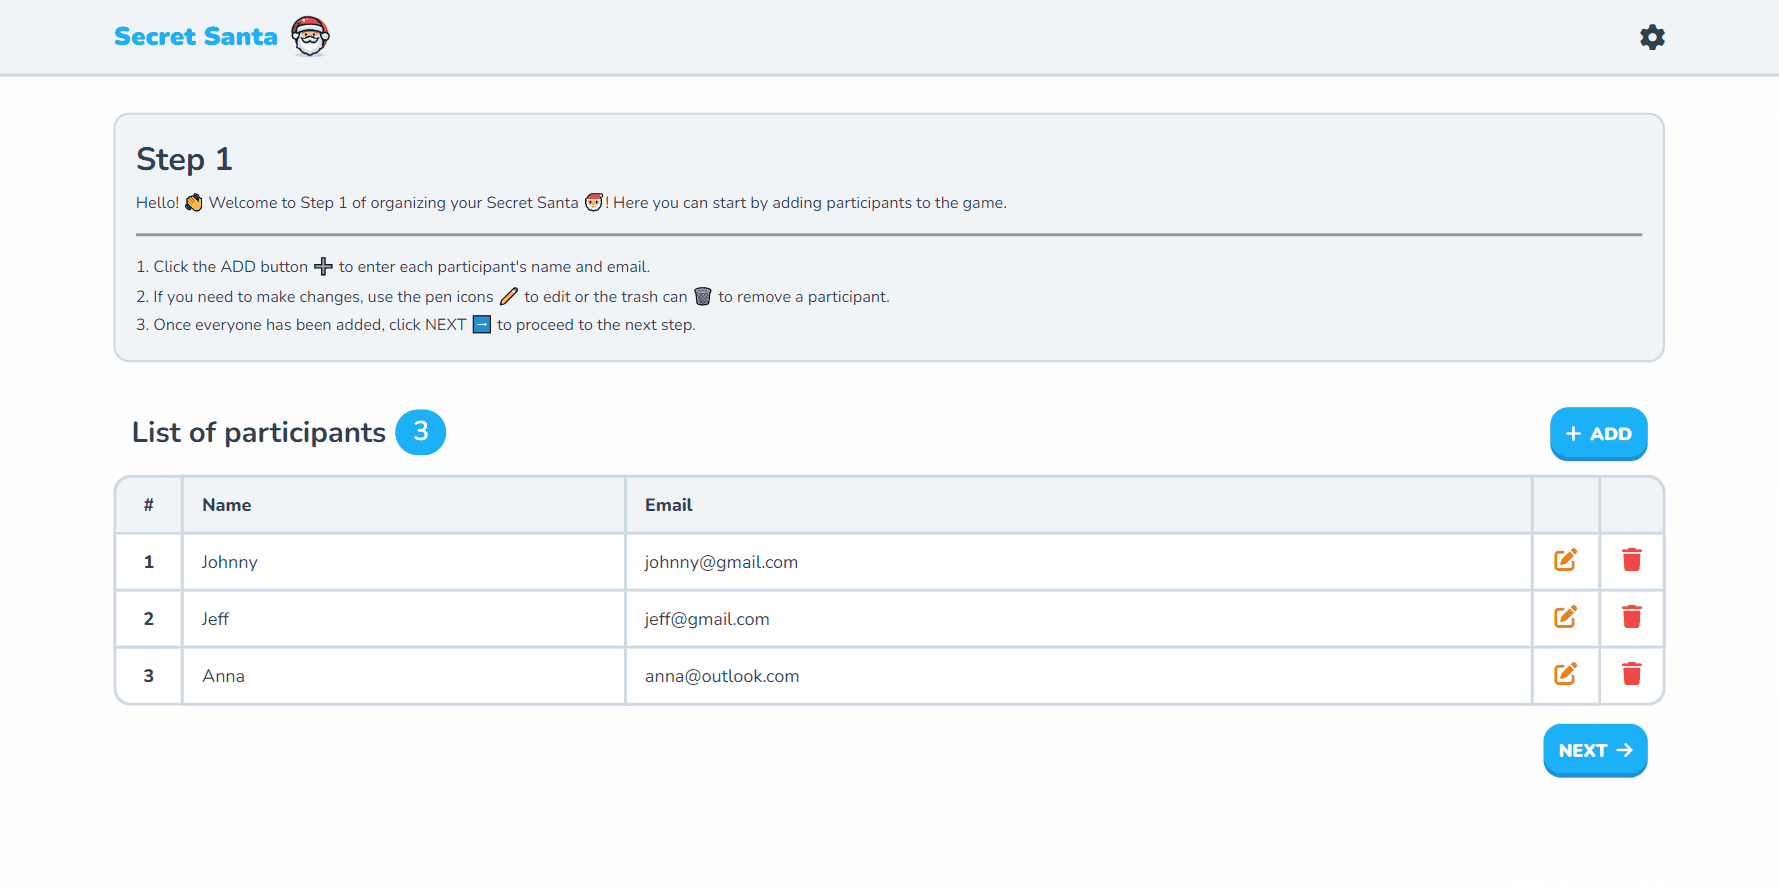 Secret Santa
Step 1
Hello! 👋 Welcome to Step 1 of organizing your Secret Santa 🎅! Here you can start by adding participants to the game.
1. Click the ADD button ➕ to enter each participant's name and email.
2. If you need to make changes, use the pen icons ✏️ to edit or the trash can 🗑️ to remove a participant.
3. Once everyone has been added, click NEXT ➡️ to proceed to the next step.
List of participants 3
+ ADD
# Name Email
1 Johnny johnny@gmail.com
2 Jeff jeff@gmail.com
3 Anna anna@outlook.com
NEXT →